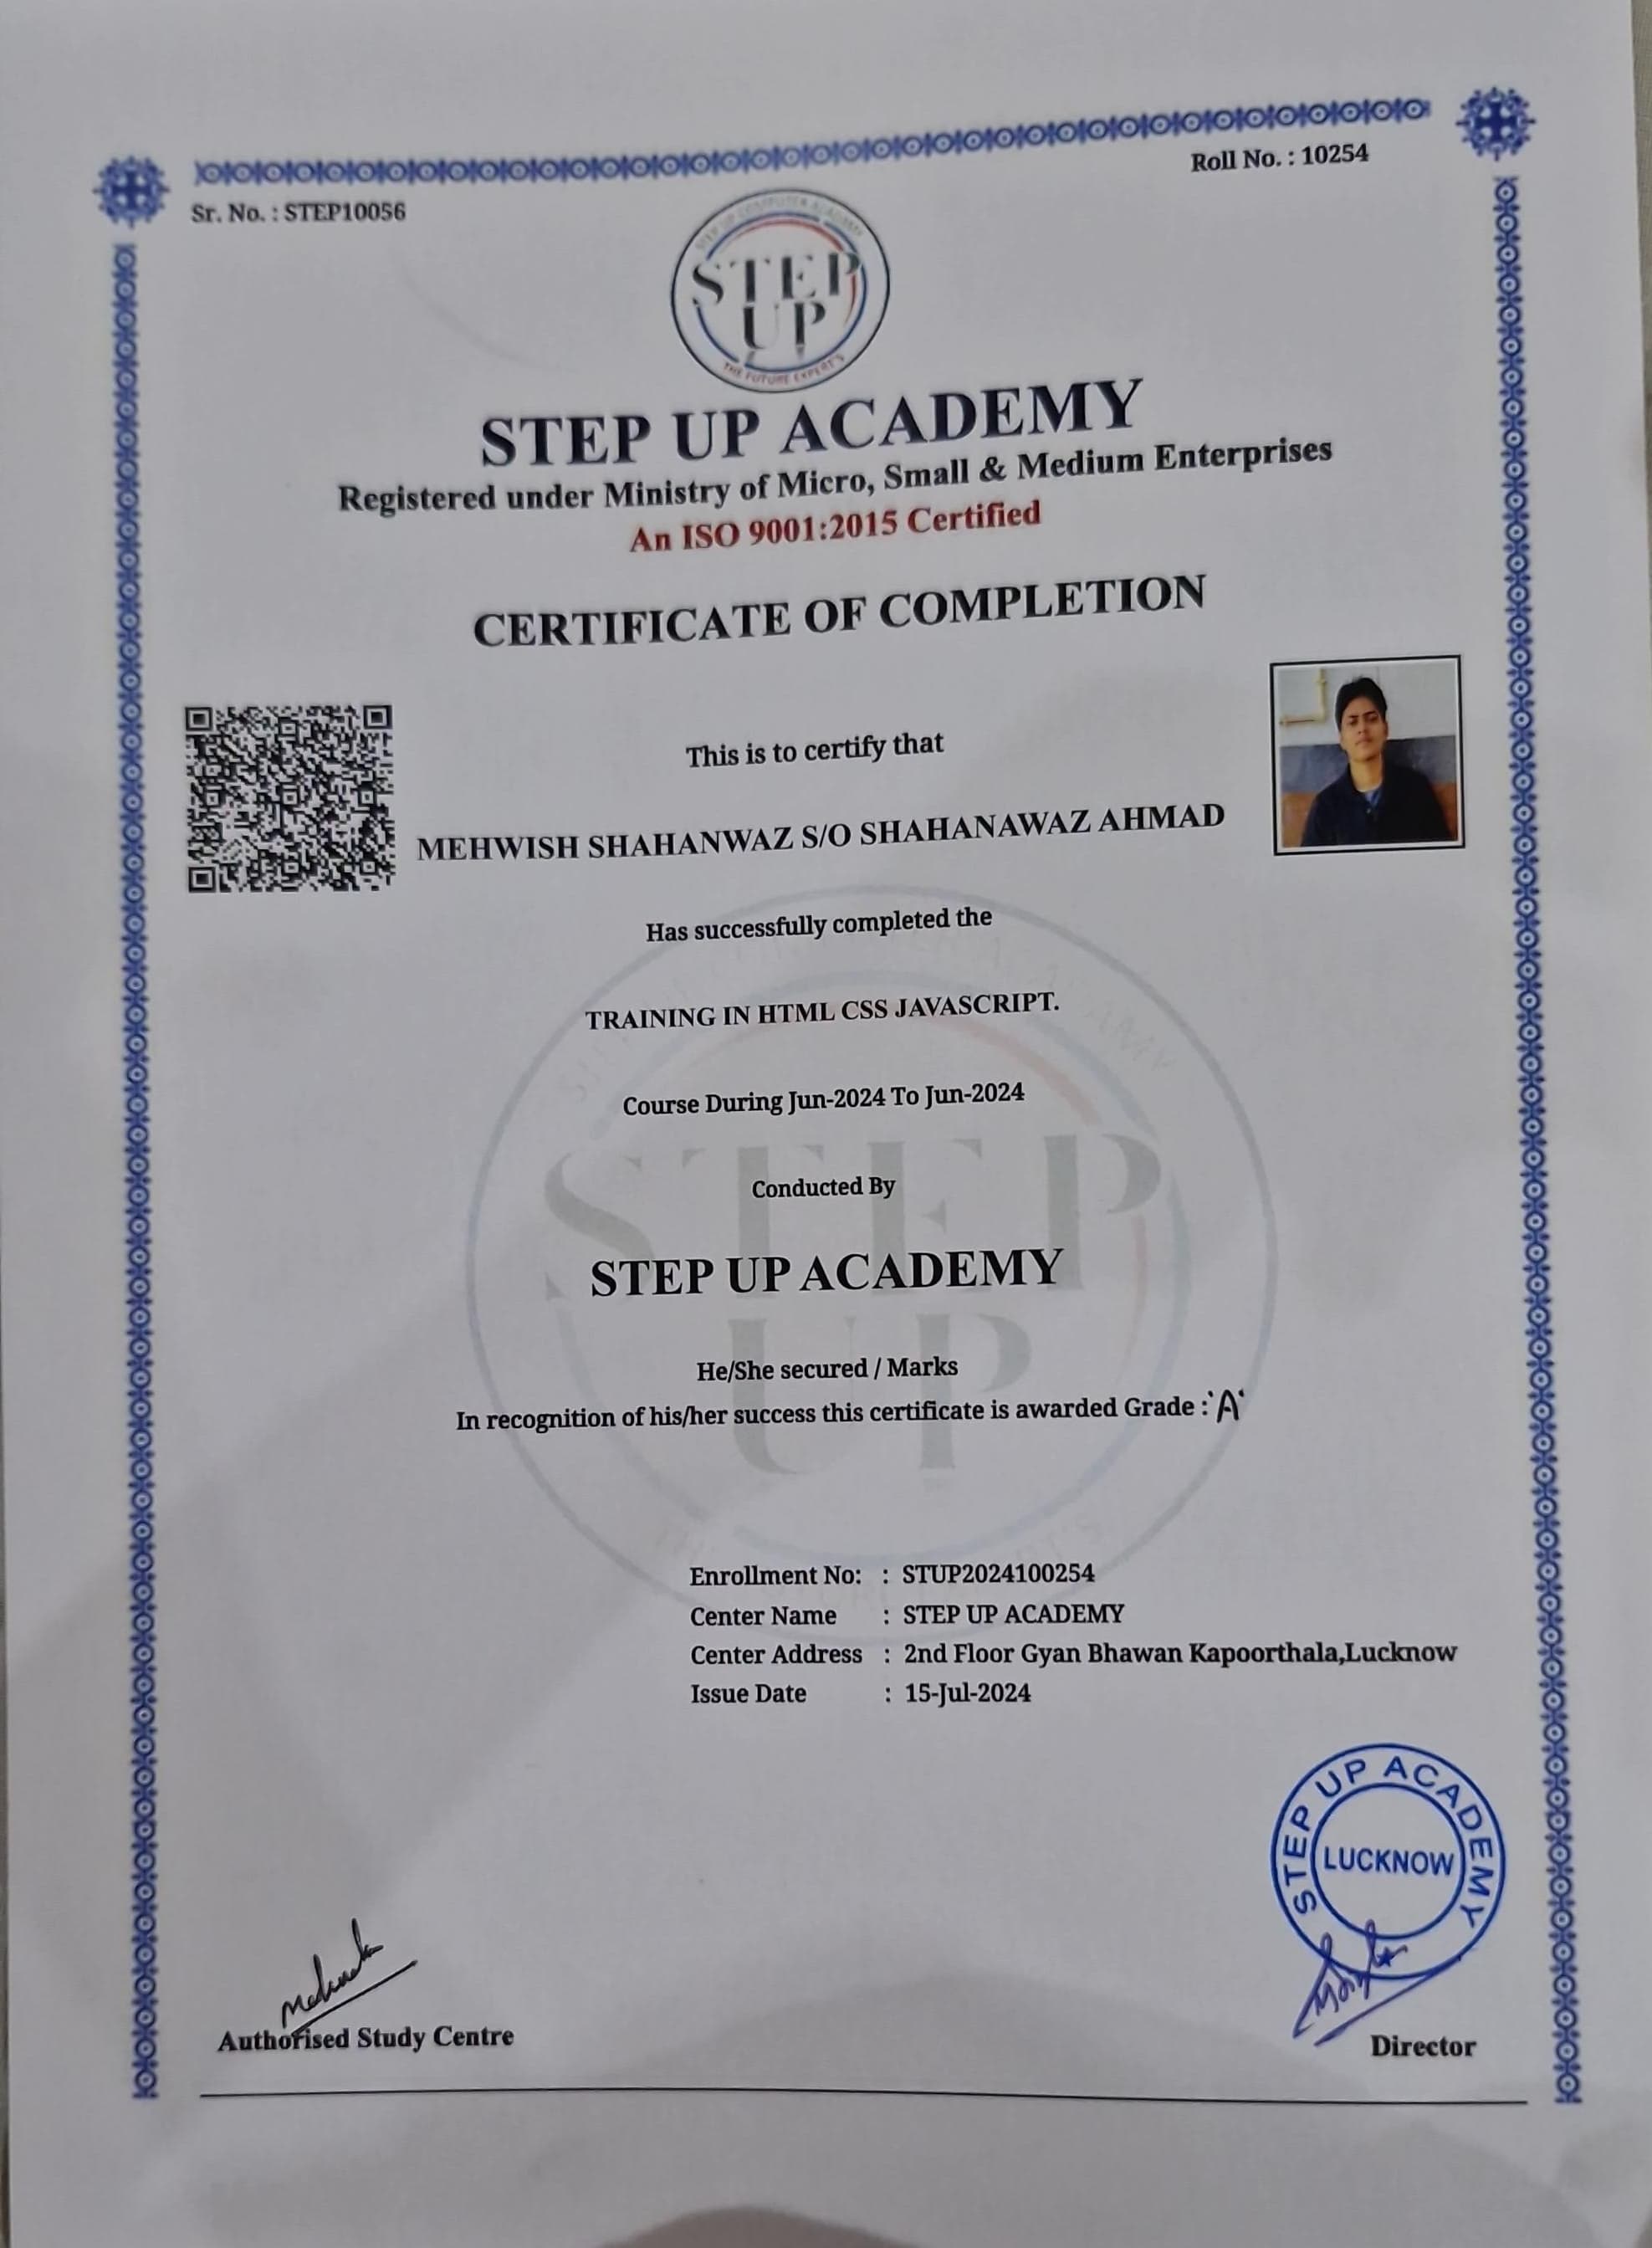 Roll No. : 10254
Sr. No. : STEP10056
STEP UP COMPUTER ACADEMY
STEP
UP
THE FUTURE EXPERT'S
STEP UP ACADEMY
Registered under Ministry of Micro, Small & Medium Enterprises
An ISO 9001:2015 Certified
CERTIFICATE OF COMPLETION
This is to certify that
MEHWISH SHAHANWAZ S/O SHAHANAWAZ AHMAD
Has successfully completed the
TRAINING IN HTML CSS JAVASCRIPT.
Course During Jun-2024 To Jun-2024
Conducted By
STEP UP ACADEMY
He/She secured / Marks
In recognition of his/her success this certificate is awarded Grade : 'A'
STEP
UP
Enrollment No: : STUP2024100254
Center Name : STEP UP ACADEMY
Center Address : 2nd Floor Gyan Bhawan Kapoorthala,Lucknow
Issue Date : 15-Jul-2024
STEP UP ACADEMY
LUCKNOW
Authorised Study Centre
Director